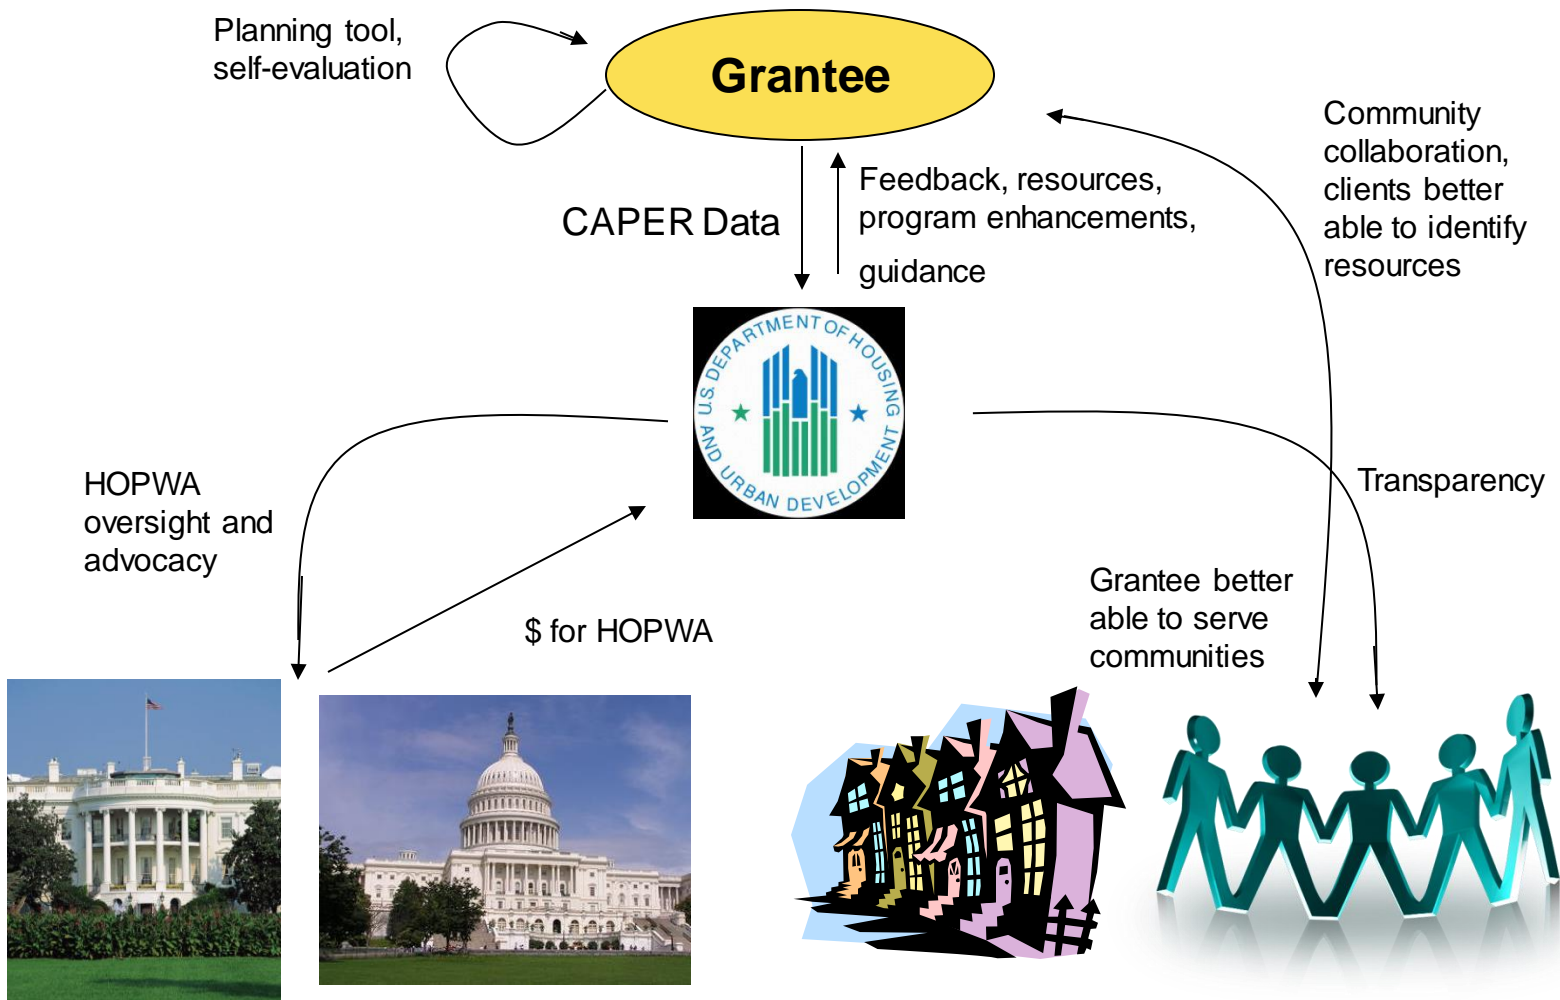 Planning tool,
self-evaluation
Grantee
Community
collaboration,
clients better
able to identify
resources
CAPER Data
Feedback, resources,
program enhancements,
guidance
U.S. DEPARTMENT OF HOUSING
AND URBAN DEVELOPMENT
HOPWA
oversight and
advocacy
Transparency
$ for HOPWA
Grantee better
able to serve
communities